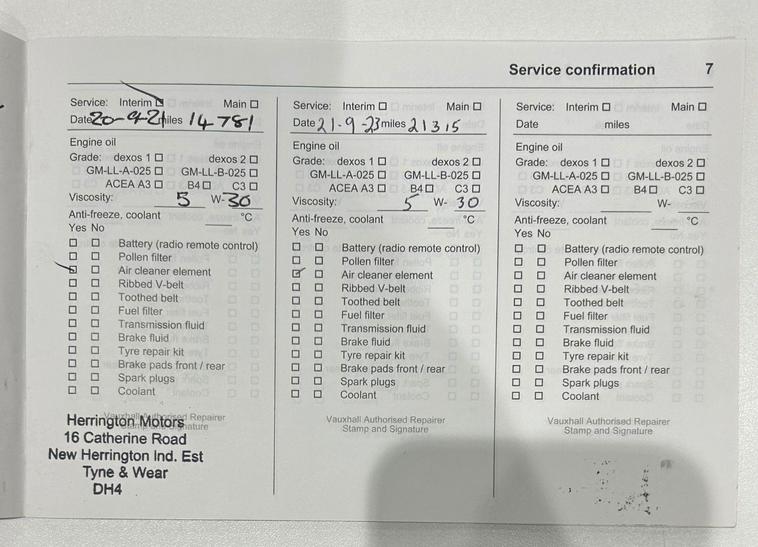 Service confirmation 7
Service: Interim Main
Date 20-9-21 miles 14781
Engine oil
Grade: dexos 1 dexos 2
GM-LL-A-025 GM-LL-B-025
ACEA A3 B4 C3
Viscosity: 5 W-30
Anti-freeze, coolant °C
Yes No
Battery (radio remote control)
Pollen filter
Air cleaner element
Ribbed V-belt
Toothed belt
Fuel filter
Transmission fluid
Brake fluid
Tyre repair kit
Brake pads front / rear
Spark plugs
Coolant
Vauxhall Authorised Repairer
Stamp and Signature
Herrington Motors
16 Catherine Road
New Herrington Ind. Est
Tyne & Wear
DH4
Service: Interim Main
Date 21-9-23 miles 21315
Engine oil
Grade: dexos 1 dexos 2
GM-LL-A-025 GM-LL-B-025
ACEA A3 B4 C3
Viscosity: 5 W- 30
Anti-freeze, coolant °C
Yes No
Battery (radio remote control)
Pollen filter
Air cleaner element
Ribbed V-belt
Toothed belt
Fuel filter
Transmission fluid
Brake fluid
Tyre repair kit
Brake pads front / rear
Spark plugs
Coolant
Vauxhall Authorised Repairer
Stamp and Signature
Service: Interim Main
Date miles
Engine oil
Grade: dexos 1 dexos 2
GM-LL-A-025 GM-LL-B-025
ACEA A3 B4 C3
Viscosity: W-
Anti-freeze, coolant °C
Yes No
Battery (radio remote control)
Pollen filter
Air cleaner element
Ribbed V-belt
Toothed belt
Fuel filter
Transmission fluid
Brake fluid
Tyre repair kit
Brake pads front / rear
Spark plugs
Coolant
Vauxhall Authorised Repairer
Stamp and Signature